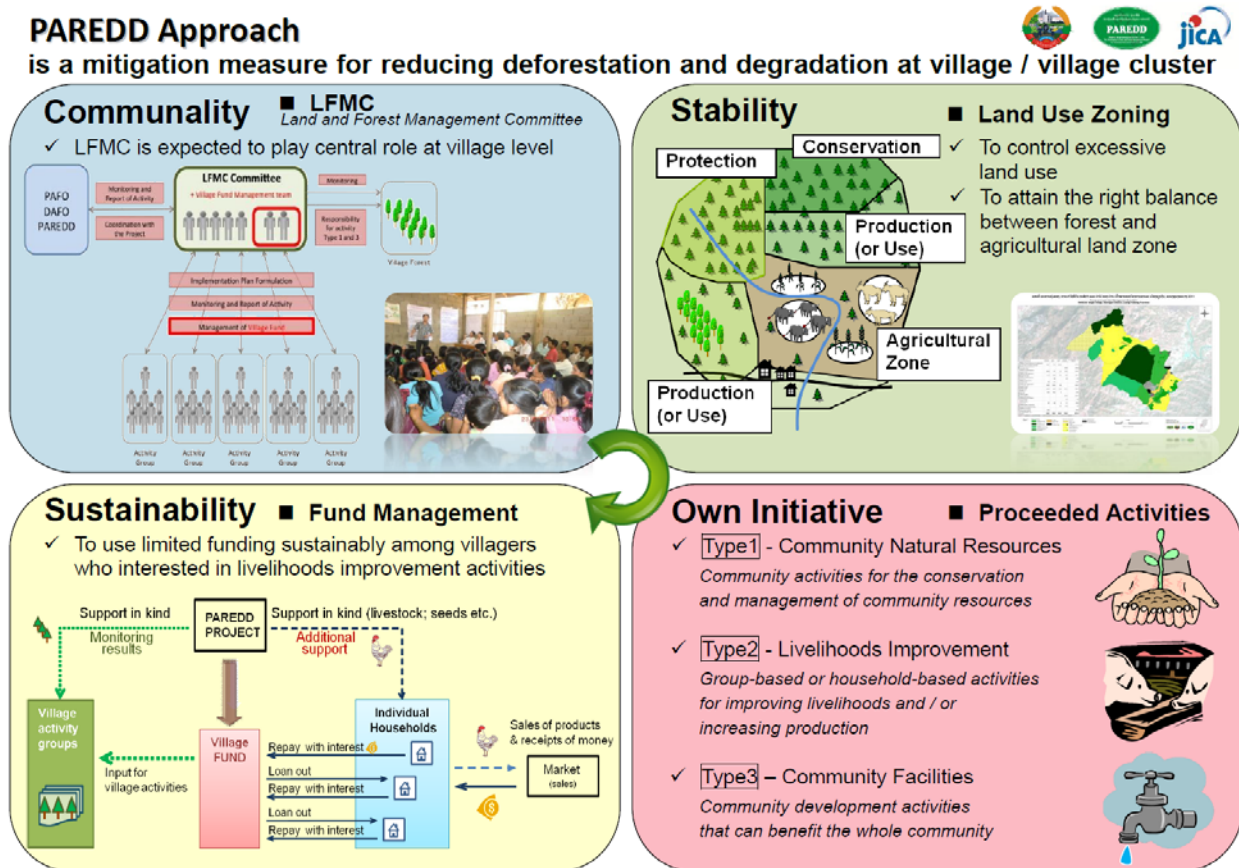 PAREDD Approach
is a mitigation measure for reducing deforestation and degradation at village / village cluster
PAREDD
jICA
Communality
■ LFMC
Land and Forest Management Committee
✓ LFMC is expected to play central role at village level
PAFO
DAFO
PAREDD
Monitoring and
Report of Activity
Coordination with
the Project
LFMC Committee
+ Village Fund Management team
Monitoring
Responsibility
for activity
Type 1 and 3
Village Forest
Implementation Plan Formulation
Monitoring and Report of Activity
Management of Village Fund
Activity
Group
Activity
Group
Activity
Group
Activity
Group
Activity
Group
Stability
■ Land Use Zoning
✓ To control excessive
land use
✓ To attain the right balance
between forest and
agricultural land zone
Protection
Conservation
Production
(or Use)
Agricultural
Zone
Production
(or Use)
Sustainability
■ Fund Management
✓ To use limited funding sustainably among villagers
who interested in livelihoods improvement activities
Support in kind
Monitoring
results
PAREDD
PROJECT
Support in kind (livestock; seeds etc.)
Additional
support
Village
activity
groups
Input for
village activities
Village
FUND
Individual
Households
Repay with interest
Loan out
Repay with interest
Loan out
Repay with interest
Sales of products
& receipts of money
Market
(sales)
Own Initiative
■ Proceeded Activities
✓ Type1 - Community Natural Resources
Community activities for the conservation
and management of community resources
✓ Type2 - Livelihoods Improvement
Group-based or household-based activities
for improving livelihoods and / or
increasing production
✓ Type3 – Community Facilities
Community development activities
that can benefit the whole community